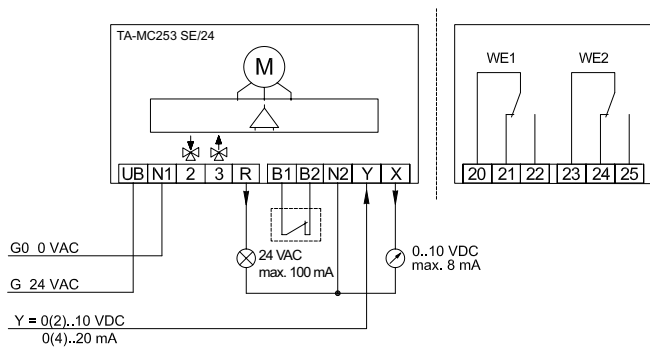 TA-MC253 SE/24
M
WE1 WE2
UB N1 2 3 R B1 B2 N2 Y X
20 21 22 23 24 25
G0 0 VAC
24 VAC
max. 100 mA
0..10 VDC
max. 8 mA
G 24 VAC
Y = 0(2)..10 VDC
0(4)..20 mA